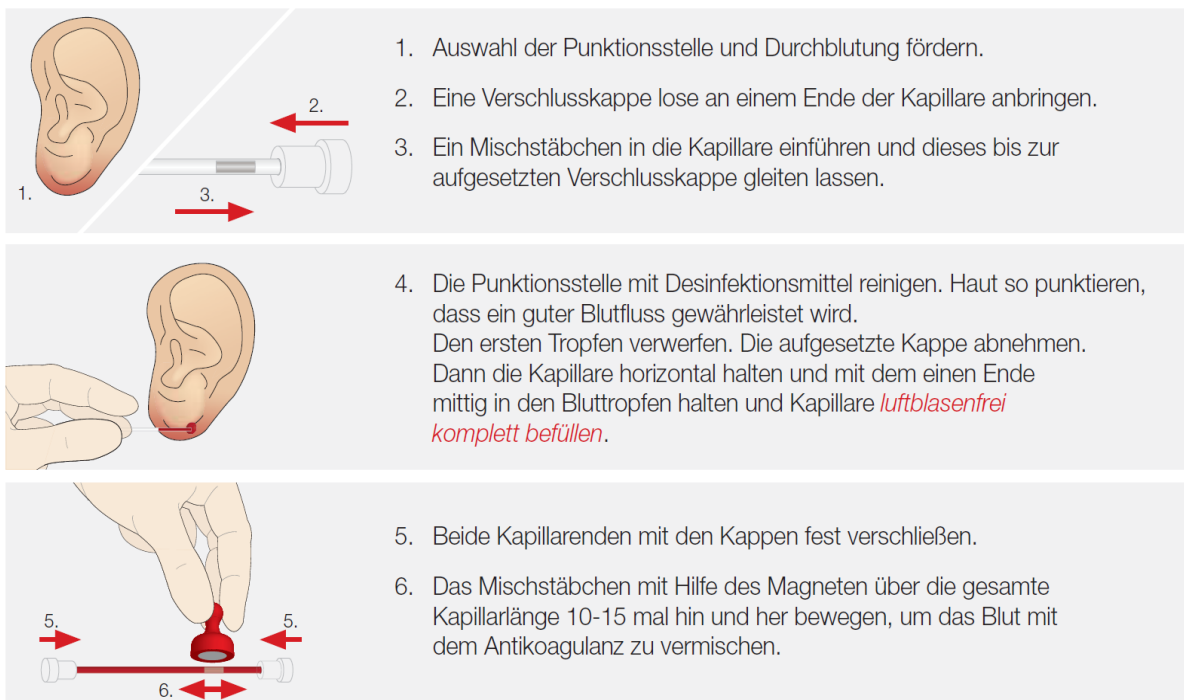 1. Auswahl der Punktionsstelle und Durchblutung fördern.
2. Eine Verschlusskappe lose an einem Ende der Kapillare anbringen.
3. Ein Mischstäbchen in die Kapillare einführen und dieses bis zur
aufgesetzten Verschlusskappe gleiten lassen.
1.
2.
3.
4. Die Punktionsstelle mit Desinfektionsmittel reinigen. Haut so punktieren,
dass ein guter Blutfluss gewährleistet wird.
Den ersten Tropfen verwerfen. Die aufgesetzte Kappe abnehmen.
Dann die Kapillare horizontal halten und mit dem einen Ende
mittig in den Bluttropfen halten und Kapillare luftblasenfrei
komplett befüllen.
5. Beide Kapillarenden mit den Kappen fest verschließen.
6. Das Mischstäbchen mit Hilfe des Magneten über die gesamte
Kapillarlänge 10-15 mal hin und her bewegen, um das Blut mit
dem Antikoagulanz zu vermischen.
5.
5.
6.